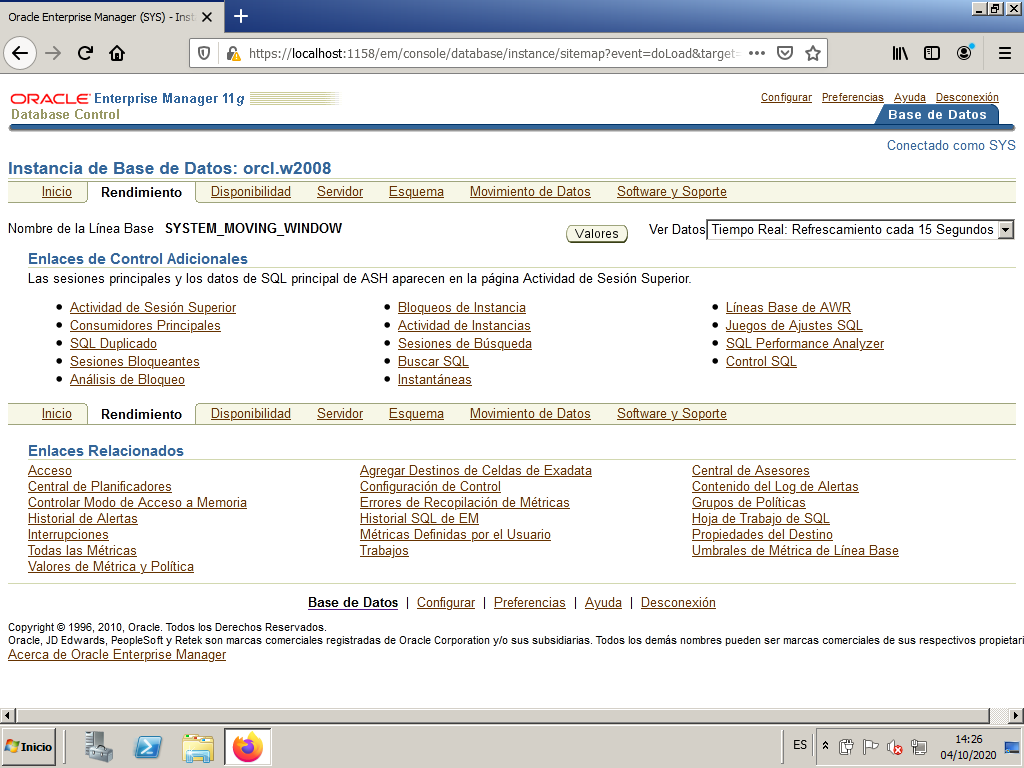 Oracle Enterprise Manager (SYS) - Inst
https://localhost:1158/em/console/database/instance/sitemap?event=doLoad&target=
ORACLE Enterprise Manager 11g
Database Control
Configurar Preferencias Ayuda Desconexión
Base de Datos
Conectado como SYS
Instancia de Base de Datos: orcl.w2008
Inicio Rendimiento Disponibilidad Servidor Esquema Movimiento de Datos Software y Soporte
Nombre de la Línea Base SYSTEM_MOVING_WINDOW Valores Ver Datos Tiempo Real: Refrescamiento cada 15 Segundos
Enlaces de Control Adicionales
Las sesiones principales y los datos de SQL principal de ASH aparecen en la página Actividad de Sesión Superior.
• Actividad de Sesión Superior • Bloqueos de Instancia • Líneas Base de AWR
• Consumidores Principales • Actividad de Instancias • Juegos de Ajustes SQL
• SQL Duplicado • Sesiones de Búsqueda • SQL Performance Analyzer
• Sesiones Bloqueantes • Buscar SQL • Control SQL
• Análisis de Bloqueo • Instantáneas
Inicio Rendimiento Disponibilidad Servidor Esquema Movimiento de Datos Software y Soporte
Enlaces Relacionados
Acceso Agregar Destinos de Celdas de Exadata Central de Asesores
Central de Planificadores Configuración de Control Contenido del Log de Alertas
Controlar Modo de Acceso a Memoria Errores de Recopilación de Métricas Grupos de Políticas
Historial de Alertas Historial SQL de EM Hoja de Trabajo de SQL
Interrupciones Métricas Definidas por el Usuario Propiedades del Destino
Todas las Métricas Trabajos Umbrales de Métrica de Línea Base
Valores de Métrica y Política
Base de Datos | Configurar | Preferencias | Ayuda | Desconexión
Copyright © 1996, 2010, Oracle. Todos los Derechos Reservados.
Oracle, JD Edwards, PeopleSoft y Retek son marcas comerciales registradas de Oracle Corporation y/o sus subsidiarias. Todos los demás nombres pueden ser marcas comerciales de sus respectivos propietari
Acerca de Oracle Enterprise Manager
Inicio ES 14:26
04/10/2020